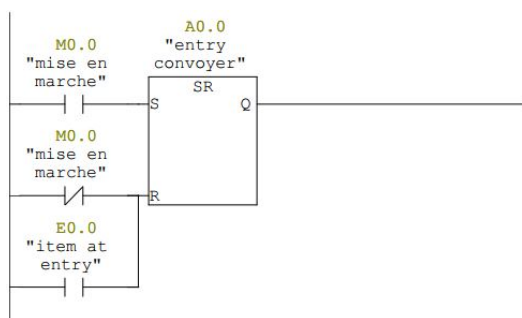 A0.0
M0.0
"entry
"mise en
convoyer"
marche"
SR
S
Q
M0.0
"mise en
marche"
R
E0.0
"item at
entry"